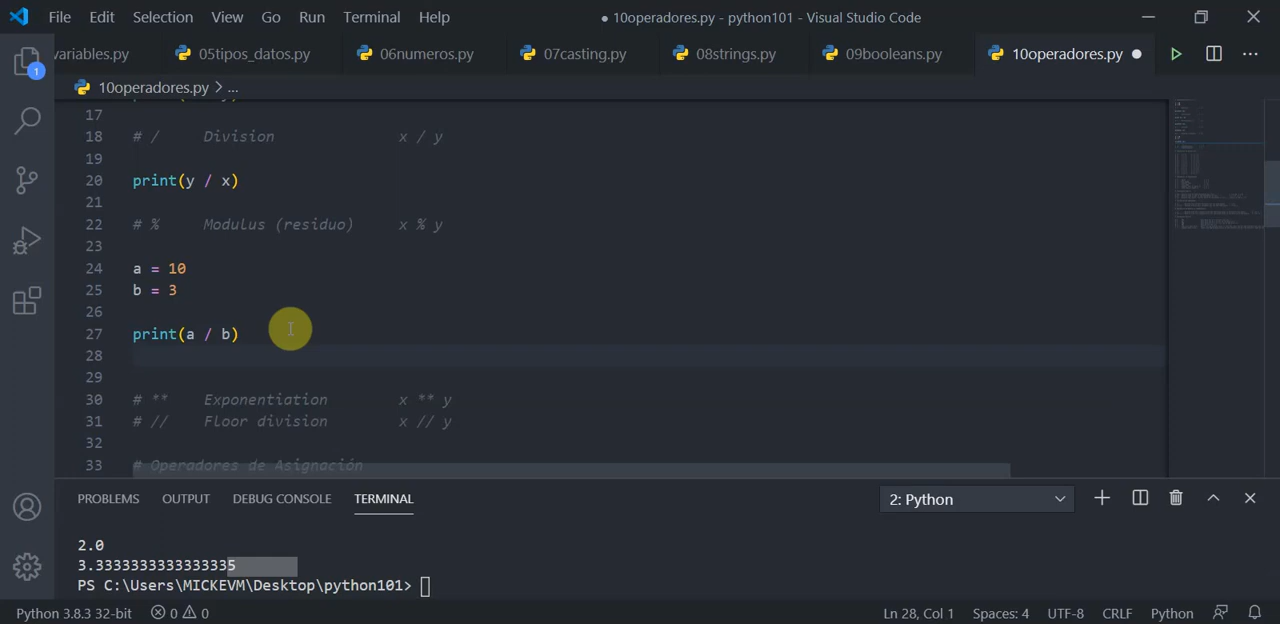 File Edit Selection View Go Run Terminal Help
● 10operadores.py - python101 - Visual Studio Code
variables.py 05tipos_datos.py 06numeros.py 07casting.py 08strings.py 09booleans.py 10operadores.py ●
1
10operadores.py > ...
17
18 # / Division x / y
19
20 print(y / x)
21
22 # % Modulus (residuo) x % y
23
24 a = 10
25 b = 3
26
27 print(a / b)
28
29
30 # ** Exponentiation x ** y
31 # // Floor division x // y
32
33 # Operadores de Asignación
PROBLEMS OUTPUT DEBUG CONSOLE TERMINAL 2: Python
2.0
3.3333333333333335
PS C:\Users\MICKEVM\Desktop\python101>
Python 3.8.3 32-bit 0 0 Ln 28, Col 1 Spaces: 4 UTF-8 CRLF Python